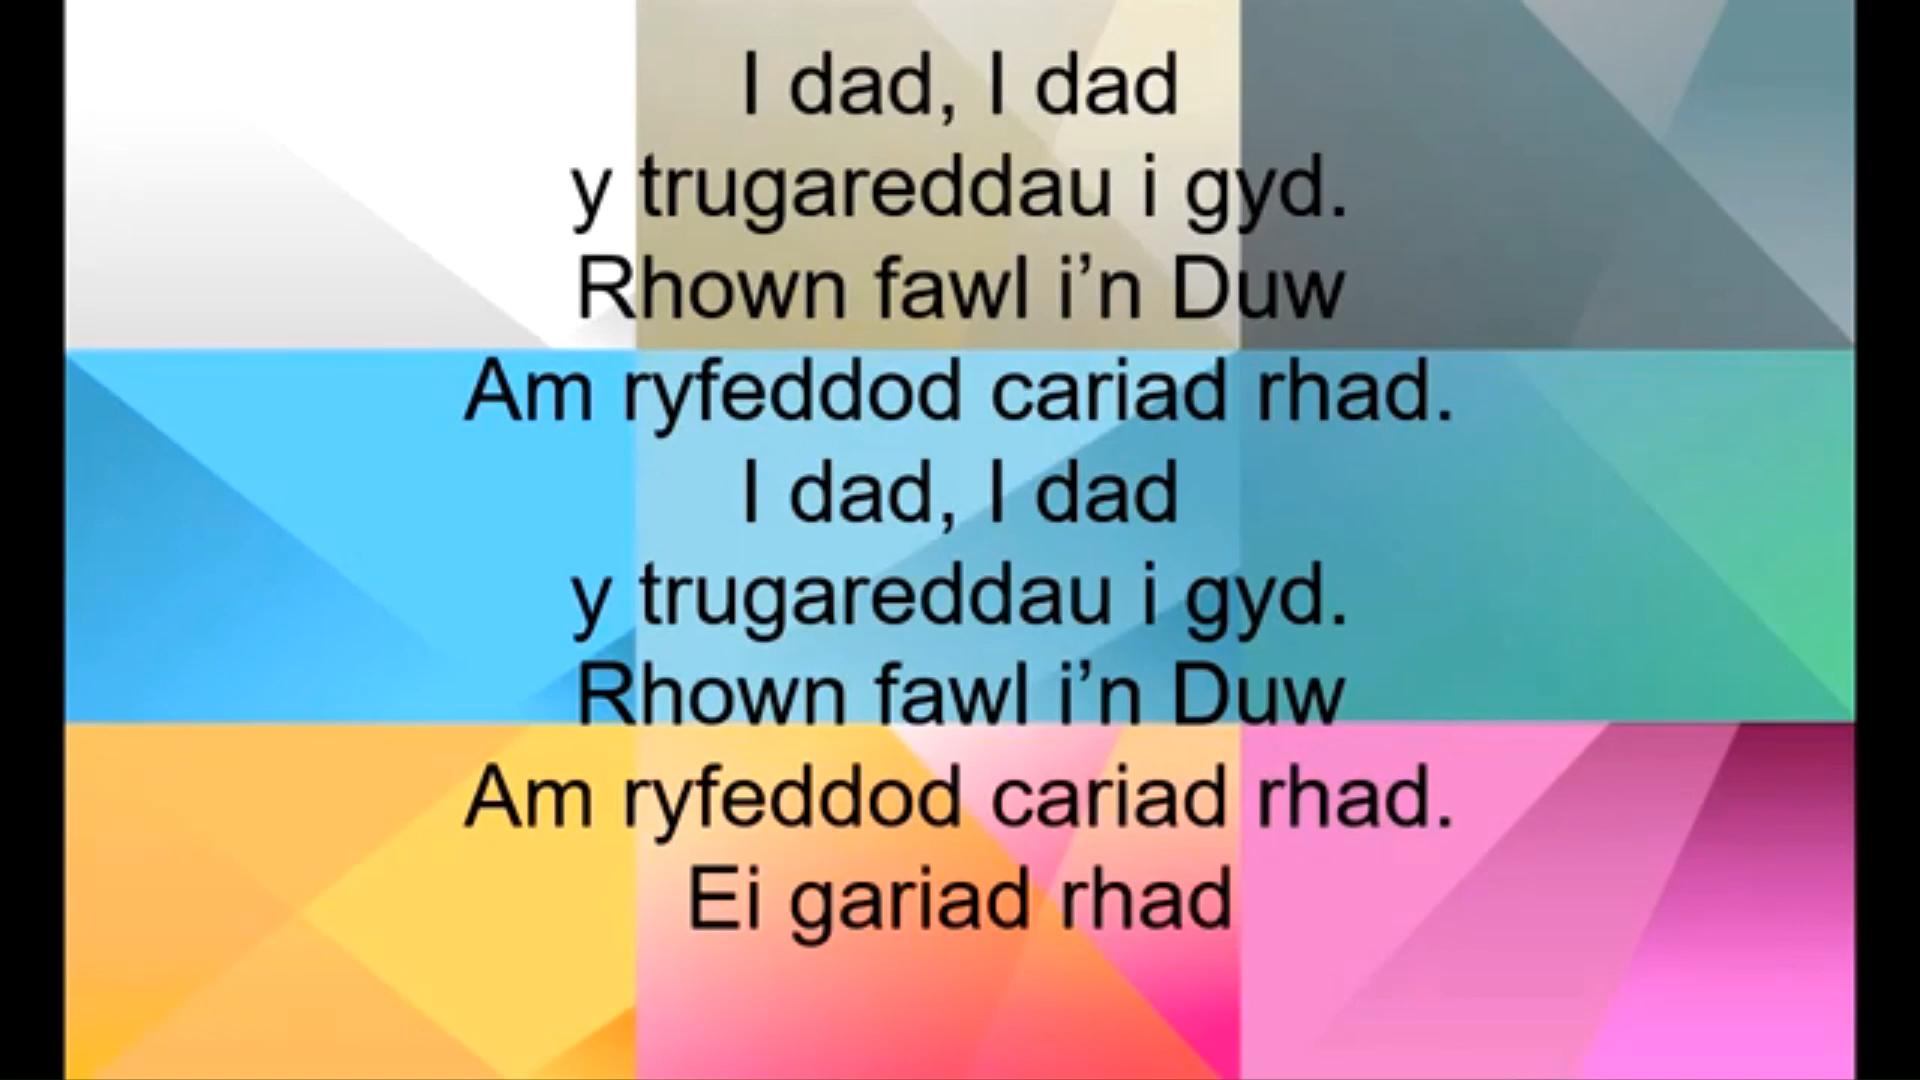 I dad, I dad
y trugareddau i gyd.
Rhown fawl i’n Duw
Am ryfeddod cariad rhad.
I dad, I dad
y trugareddau i gyd.
Rhown fawl i’n Duw
Am ryfeddod cariad rhad.
Ei gariad rhad